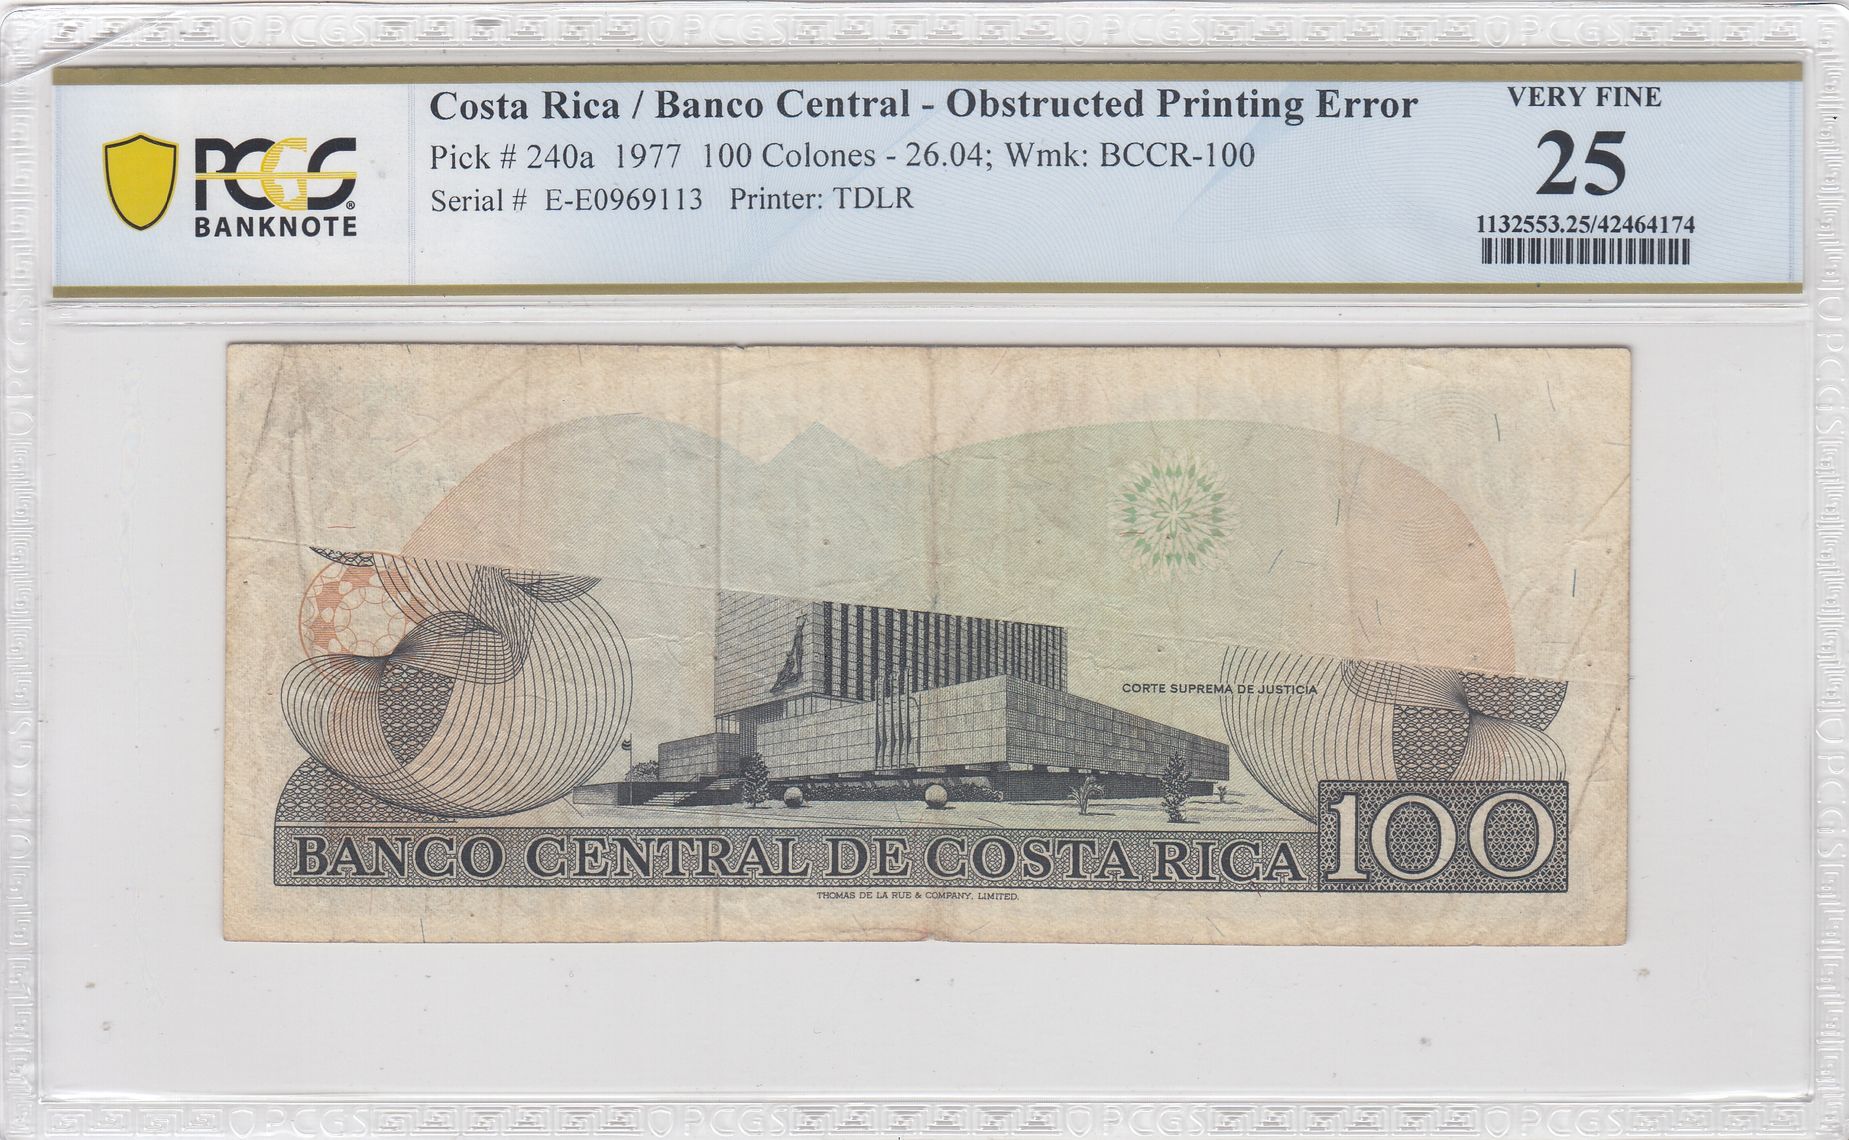 Costa Rica / Banco Central - Obstructed Printing Error
Pick # 240a 1977 100 Colones - 26.04; Wmk: BCCR-100
Serial # E-E0969113 Printer: TDLR
PCGS®
BANKNOTE
VERY FINE
25
1132553.25/42464174
CORTE SUPREMA DE JUSTICIA
BANCO CENTRAL DE COSTA RICA
100
THOMAS DE LA RUE & COMPANY, LIMITED.